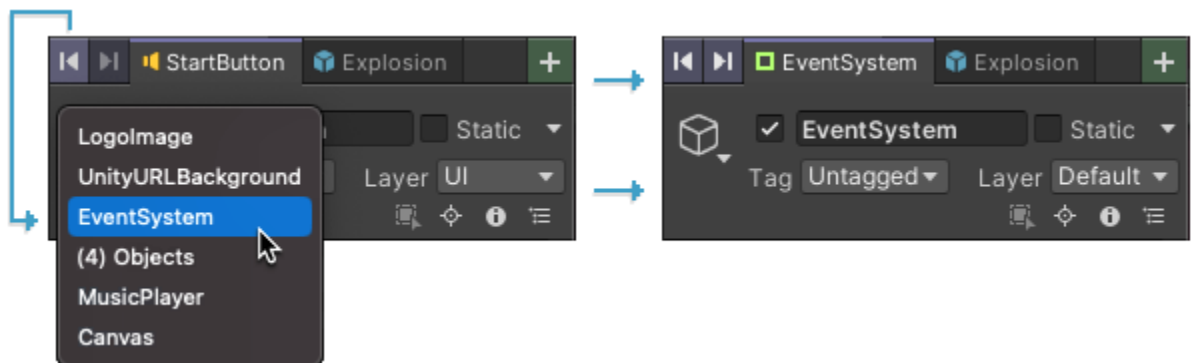 StartButton Explosion +
Static
Layer UI
LogoImage
UnityURLBackground
EventSystem
(4) Objects
MusicPlayer
Canvas
EventSystem Explosion +
EventSystem Static
Tag Untagged Layer Default